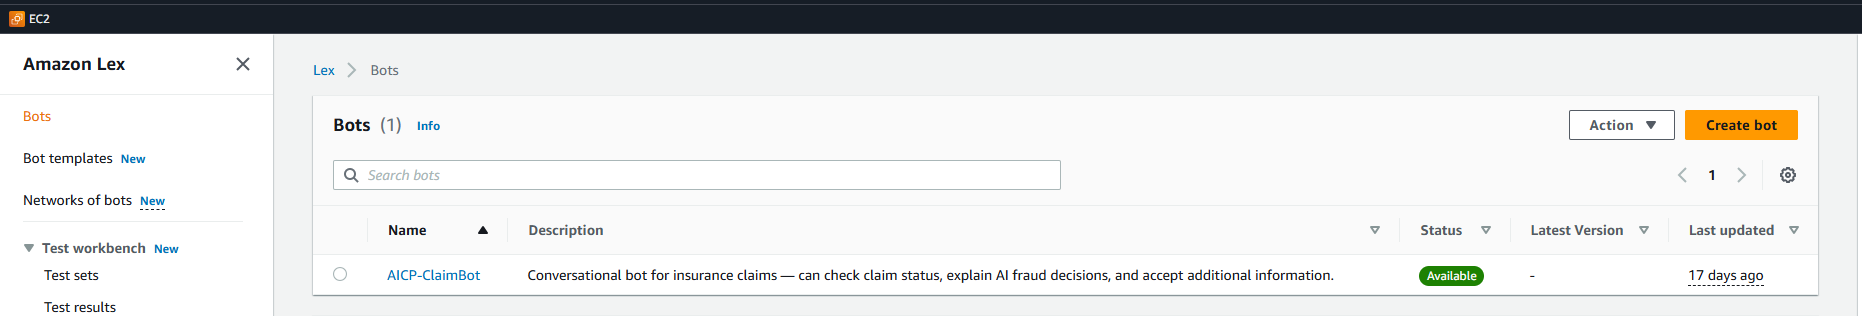 EC2
Amazon Lex
Bots
Bot templates New
Networks of bots New
Test workbench New
Test sets
Test results
Lex
Bots
Bots (1) Info
Action
Create bot
Search bots
1
Name Description Status Latest Version Last updated
AICP-ClaimBot Conversational bot for insurance claims — can check claim status, explain AI fraud decisions, and accept additional information. Available - 17 days ago